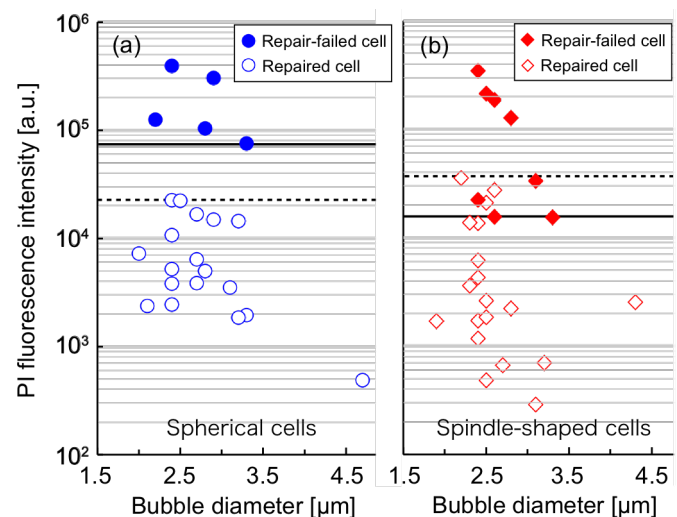 (a)
Repair-failed cell
Repaired cell
(b)
Repair-failed cell
Repaired cell
PI fluorescence intensity [a.u.]
10⁶
10⁵
10⁴
10³
10²
Spherical cells
Spindle-shaped cells
1.5 2.5 3.5 4.5
1.5 2.5 3.5 4.5
Bubble diameter [µm]
Bubble diameter [µm]